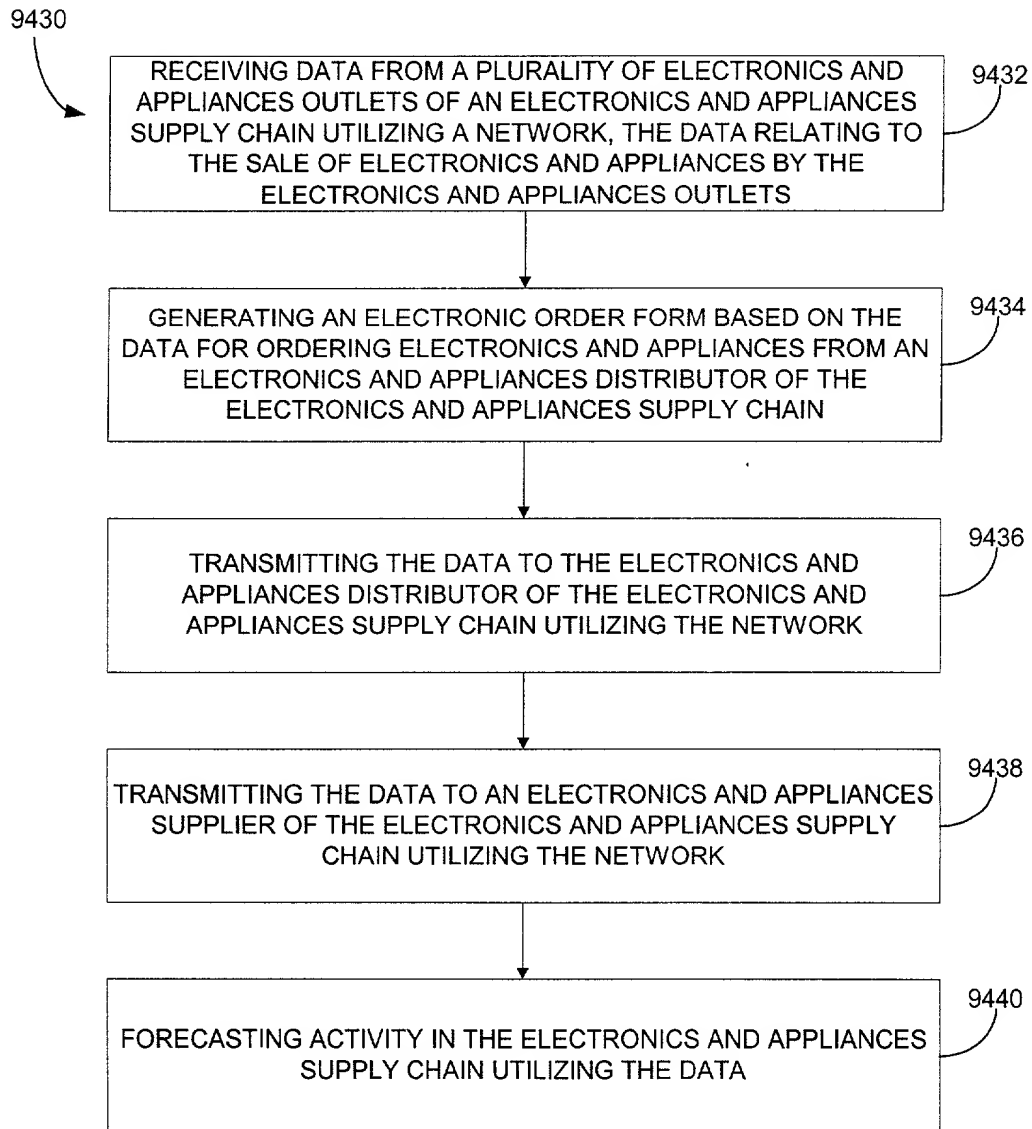 9430
RECEIVING DATA FROM A PLURALITY OF ELECTRONICS AND
APPLIANCES OUTLETS OF AN ELECTRONICS AND APPLIANCES
SUPPLY CHAIN UTILIZING A NETWORK, THE DATA RELATING TO
THE SALE OF ELECTRONICS AND APPLIANCES BY THE
ELECTRONICS AND APPLIANCES OUTLETS
9432
GENERATING AN ELECTRONIC ORDER FORM BASED ON THE
DATA FOR ORDERING ELECTRONICS AND APPLIANCES FROM AN
ELECTRONICS AND APPLIANCES DISTRIBUTOR OF THE
ELECTRONICS AND APPLIANCES SUPPLY CHAIN
9434
TRANSMITTING THE DATA TO THE ELECTRONICS AND
APPLIANCES DISTRIBUTOR OF THE ELECTRONICS AND
APPLIANCES SUPPLY CHAIN UTILIZING THE NETWORK
9436
TRANSMITTING THE DATA TO AN ELECTRONICS AND APPLIANCES
SUPPLIER OF THE ELECTRONICS AND APPLIANCES SUPPLY
CHAIN UTILIZING THE NETWORK
9438
FORECASTING ACTIVITY IN THE ELECTRONICS AND APPLIANCES
SUPPLY CHAIN UTILIZING THE DATA
9440